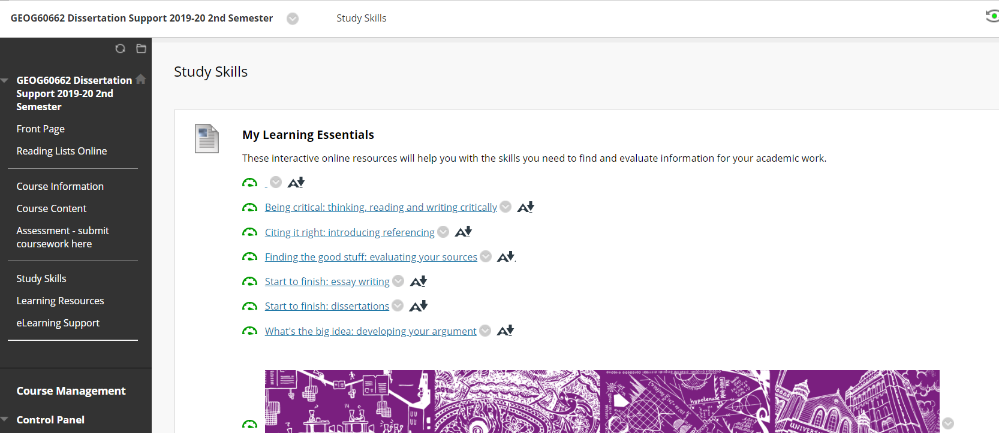 GEOG60662 Dissertation Support 2019-20 2nd Semester
Study Skills
GEOG60662 Dissertation
Support 2019-20 2nd
Semester
Front Page
Reading Lists Online
Course Information
Course Content
Assessment - submit
coursework here
Study Skills
Learning Resources
eLearning Support
Course Management
Control Panel
Study Skills
My Learning Essentials
These interactive online resources will help you with the skills you need to find and evaluate information for your academic work.
Being critical: thinking, reading and writing critically
Citing it right: introducing referencing
Finding the good stuff: evaluating your sources
Start to finish: essay writing
Start to finish: dissertations
What's the big idea: developing your argument
hypotenuse